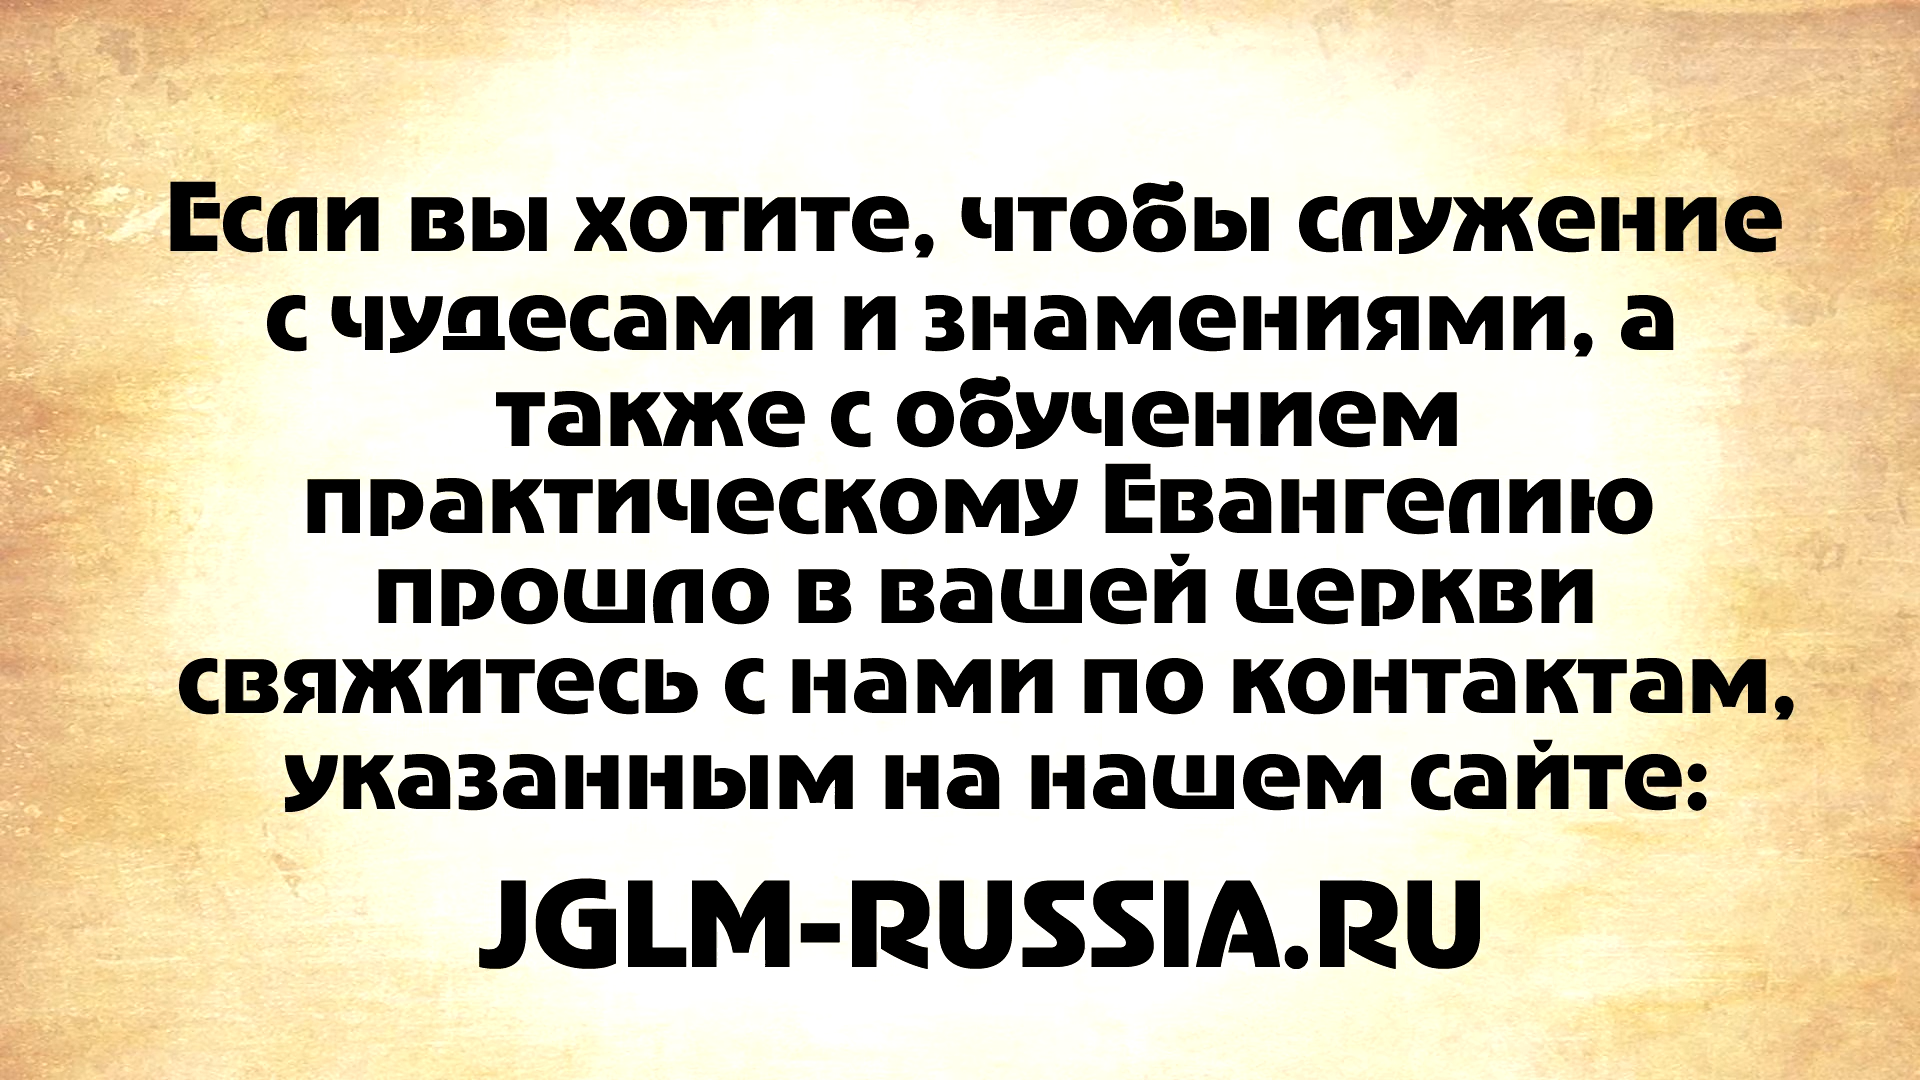 Если вы хотите, чтобы служение
с чудесами и знамениями, а
также с обучением
практическому Евангелию
прошло в вашей церкви
свяжитесь с нами по контактам,
указанным на нашем сайте:
JGLM-RUSSIA.RU